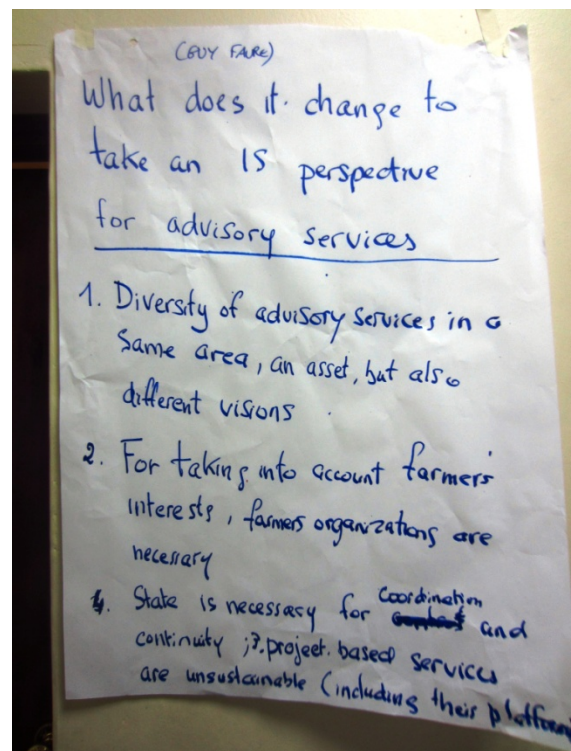 (GUY FAURE)
What does it change to
take an IS perspective
for advisory services
1. Diversity of advisory services in a
Same area, an asset, but also
different visions
2. For taking into account farmers'
interests, farmers organizations are
necessary
4. State is necessary for Coordination and
continuity ;3. project based services
are unsustainable (including their platform